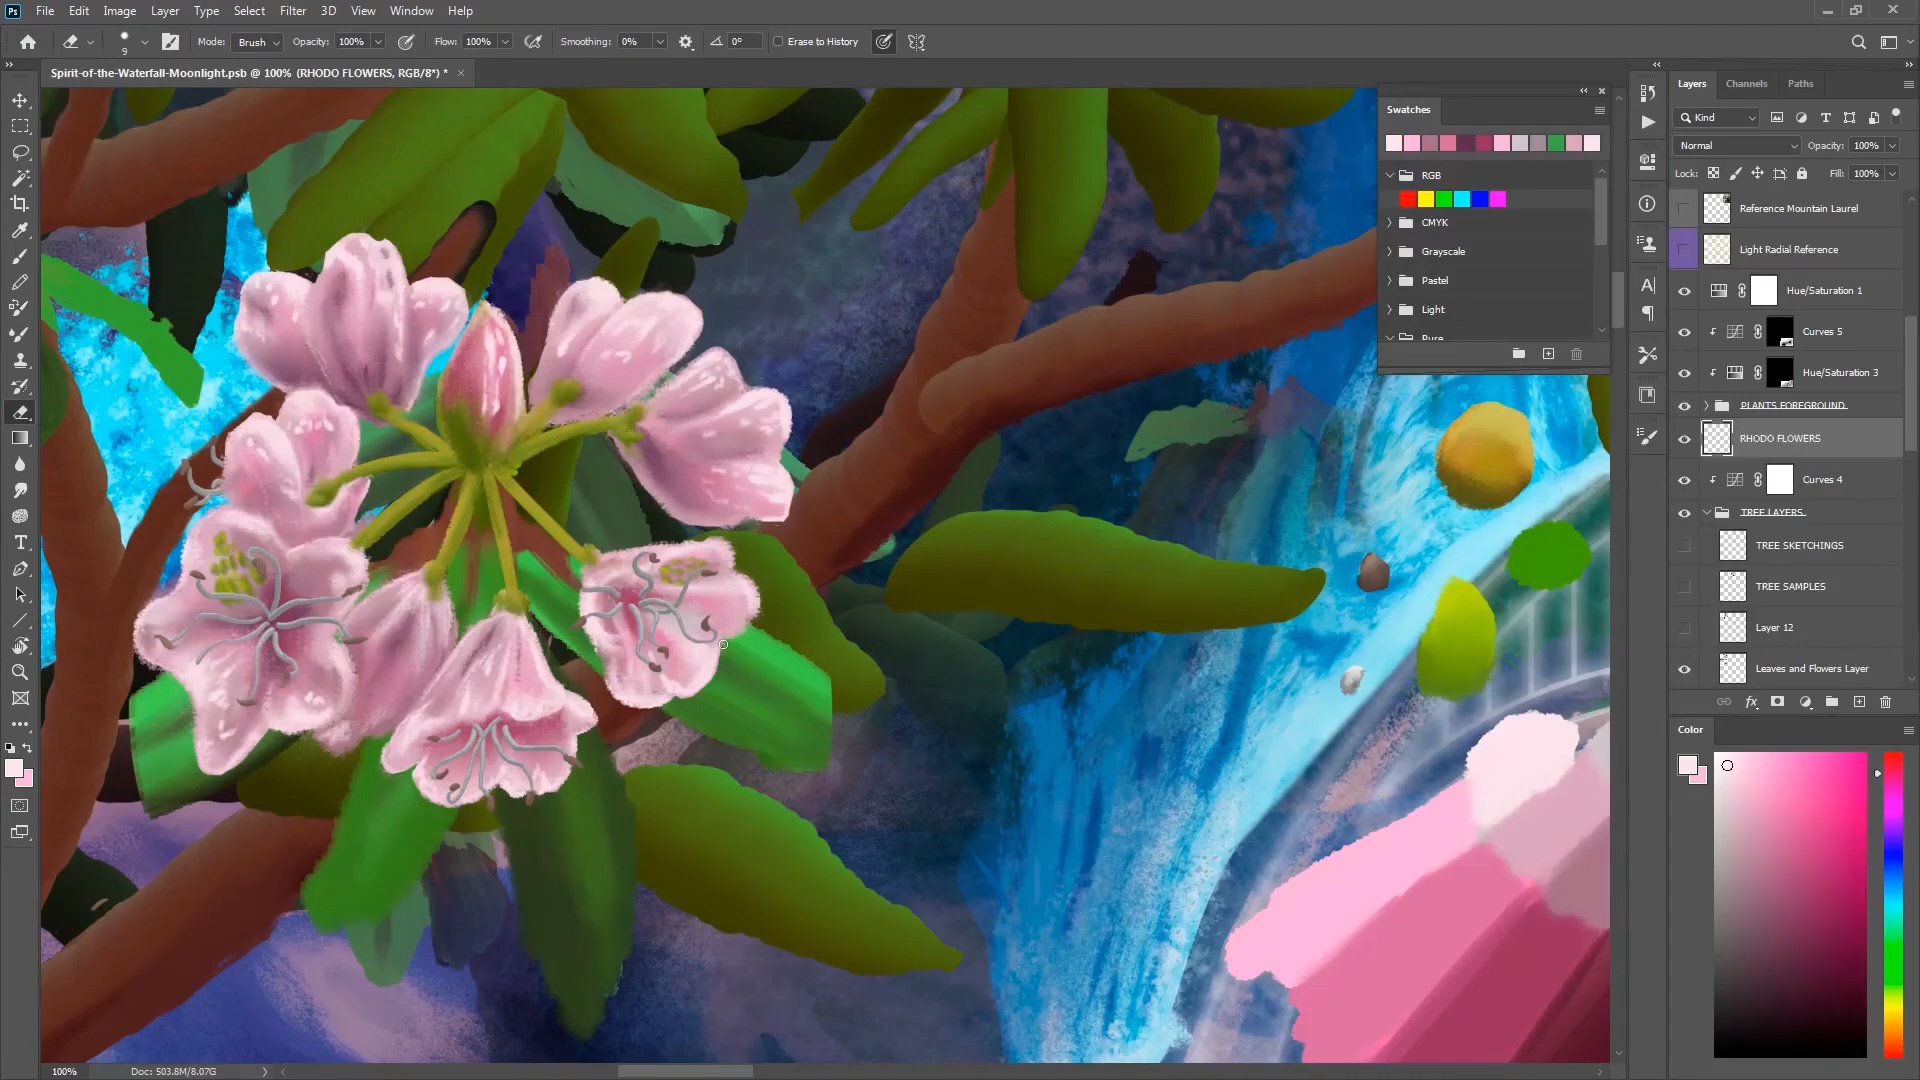 Ps File Edit Image Layer Type Select Filter 3D View Window Help
9 Mode: Brush Opacity: 100% Flow: 100% Smoothing: 0% 0° Erase to History
Spirit-of-the-Waterfall-Moonlight.psb @ 100% (RHODO FLOWERS, RGB/8*) *
Swatches
RGB
CMYK
Grayscale
Pastel
Light
Pure
Layers Channels Paths
Kind
Normal Opacity: 100%
Lock: Fill: 100%
Reference Mountain Laurel
Light Radial Reference
Hue/Saturation 1
Curves 5
Hue/Saturation 3
PLANTS FOREGROUND
RHODO FLOWERS
Curves 4
TREE LAYERS
TREE SKETCHINGS
TREE SAMPLES
Layer 12
Leaves and Flowers Layer
fx
Color
100% Doc: 503.8M/8.07G